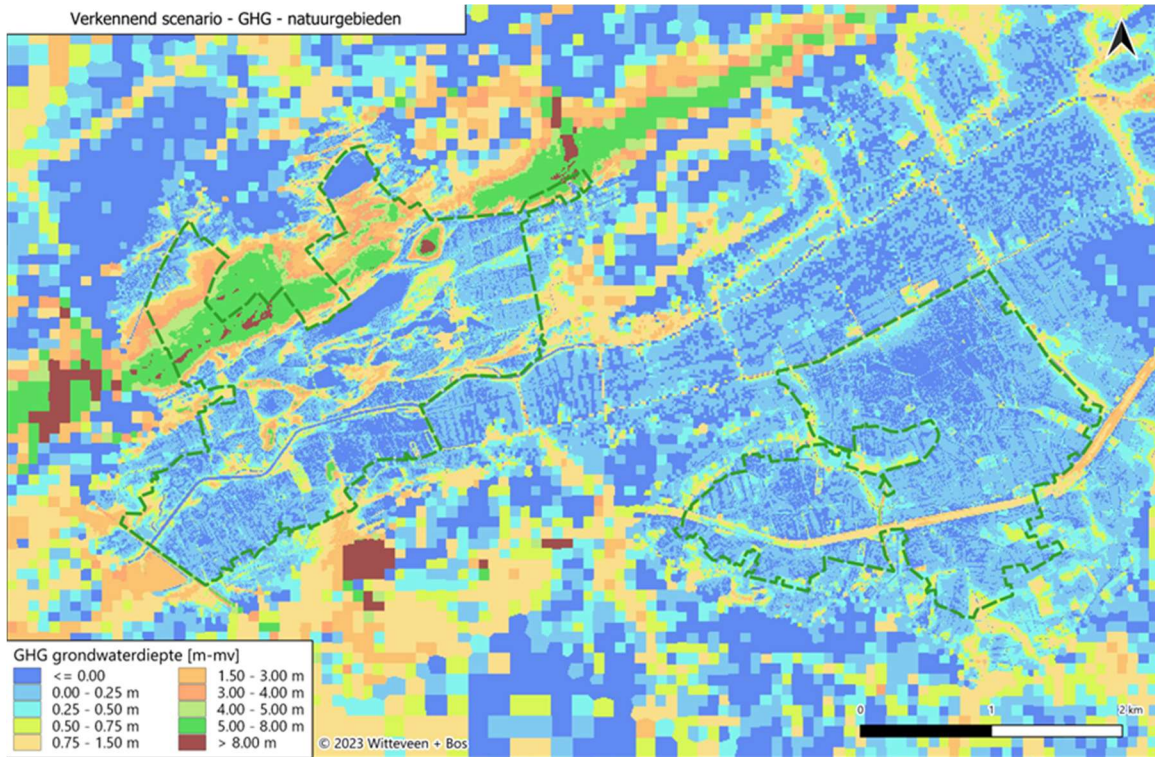 Verkennend scenario - GHG - natuurgebieden
GHG grondwaterdiepte [m-mv]
<= 0.00
0.00 - 0.25 m
0.25 - 0.50 m
0.50 - 0.75 m
0.75 - 1.50 m
1.50 - 3.00 m
3.00 - 4.00 m
4.00 - 5.00 m
5.00 - 8.00 m
> 8.00 m
© 2023 Witteveen + Bos
0 1 2 km